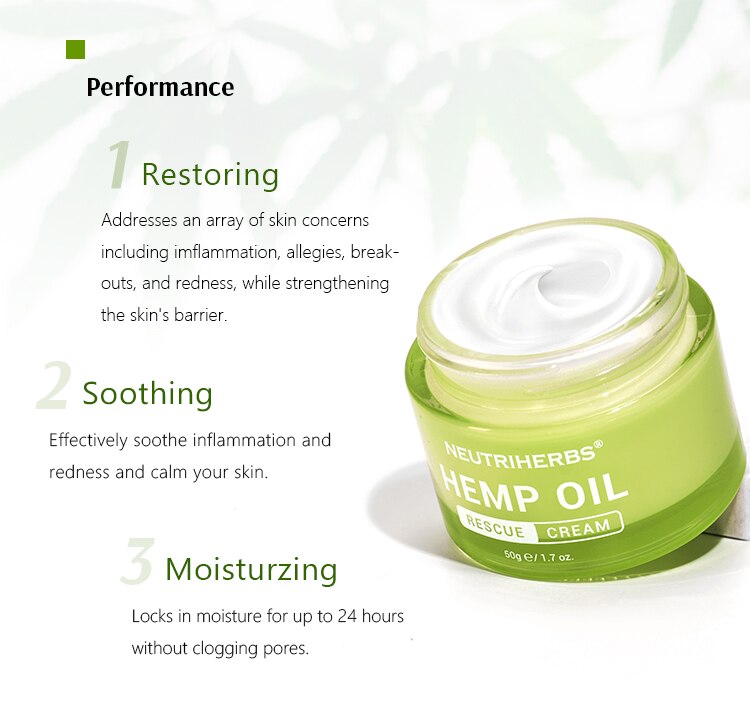 Performance
1 Restoring
Addresses an array of skin concerns
including imflammation, allegies, break-
outs, and redness, while strengthening
the skin's barrier.
2 Soothing
Effectively soothe inflammation and
redness and calm your skin.
3 Moisturzing
Locks in moisture for up to 24 hours
without clogging pores.
NEUTRIHERBS®
HEMP OIL
RESCUE CREAM
50g ℮/ 1.7 oz.